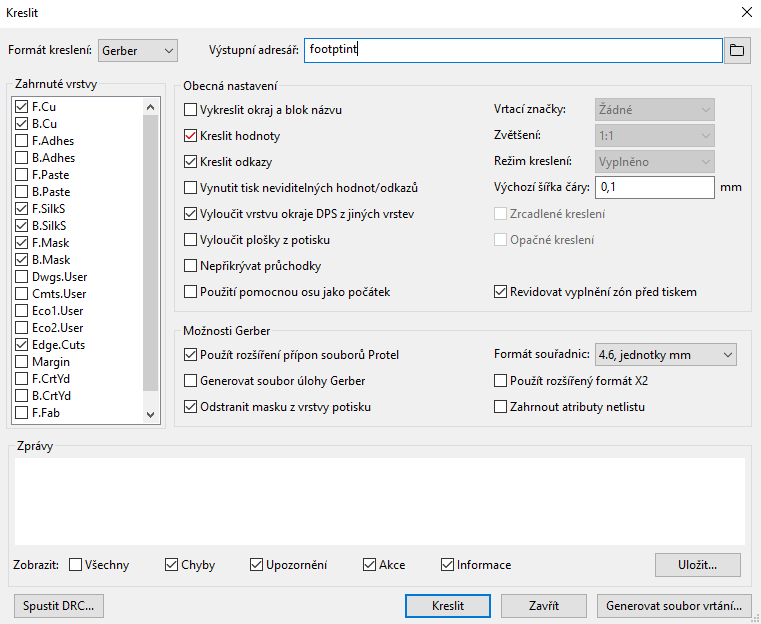 Kreslit
Formát kreslení: Gerber Výstupní adresář: footptint
Zahrnuté vrstvy
F.Cu
B.Cu
F.Adhes
B.Adhes
F.Paste
B.Paste
F.SilkS
B.SilkS
F.Mask
B.Mask
Dwgs.User
Cmts.User
Eco1.User
Eco2.User
Edge.Cuts
Margin
F.CrtYd
B.CrtYd
F.Fab
Obecná nastavení
Vykreslit okraj a blok názvu
Kreslit hodnoty
Kreslit odkazy
Vynutit tisk neviditelných hodnot/odkazů
Vyloučit vrstvu okraje DPS z jiných vrstev
Vyloučit plošky z potisku
Nepřikrývat průchodky
Použití pomocnou osu jako počátek
Vrtací značky: Žádné
Zvětšení: 1:1
Režim kreslení: Vyplněno
Výchozí šířka čáry: 0,1 mm
Zrcadlené kreslení
Opačné kreslení
Revidovat vyplnění zón před tiskem
Možnosti Gerber
Použít rozšíření přípon souborů Protel
Generovat soubor úlohy Gerber
Odstranit masku z vrstvy potisku
Formát souřadnic: 4.6, jednotky mm
Použít rozšířený formát X2
Zahrnout atributy netlistu
Zprávy
Zobrazit: Všechny Chyby Upozornění Akce Informace Uložit...
Spustit DRC... Kreslit Zavřít Generovat soubor vrtání...